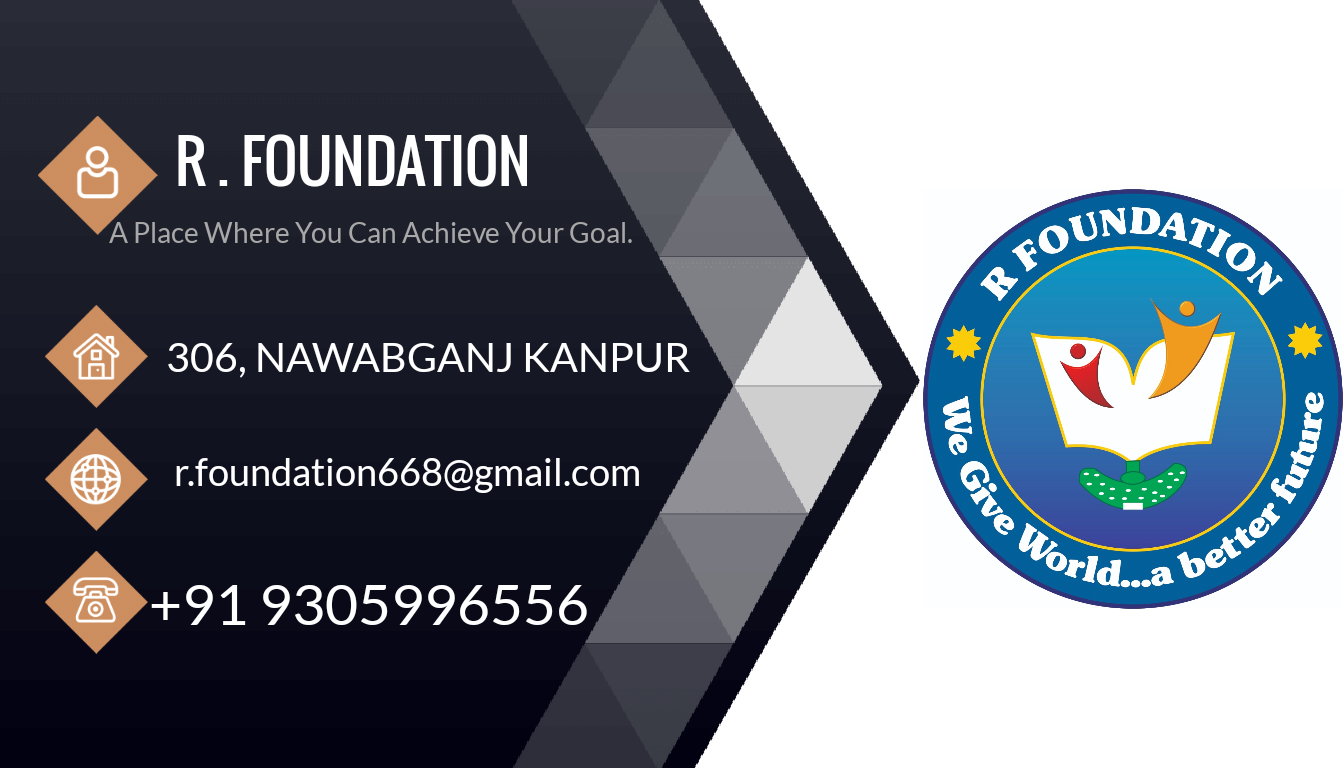 R . FOUNDATION
A Place Where You Can Achieve Your Goal.
306, NAWABGANJ KANPUR
r.foundation668@gmail.com
+91 9305996556
R FOUNDATION
We Give World...a better future